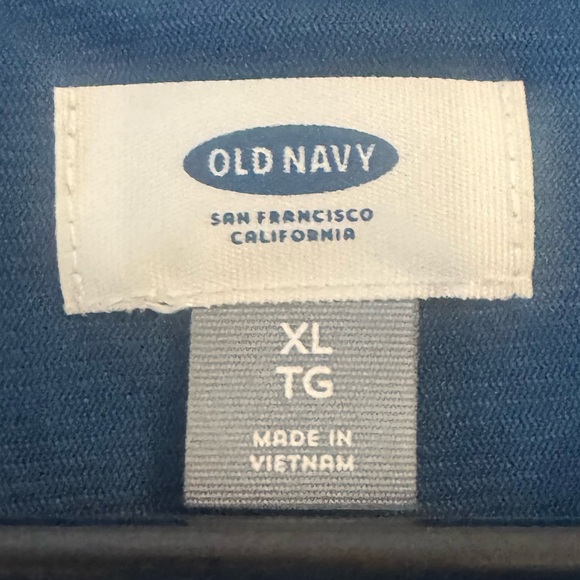 OLD NAVY
SAN FRANCISCO
CALIFORNIA
XL
TG
MADE IN
VIETNAM